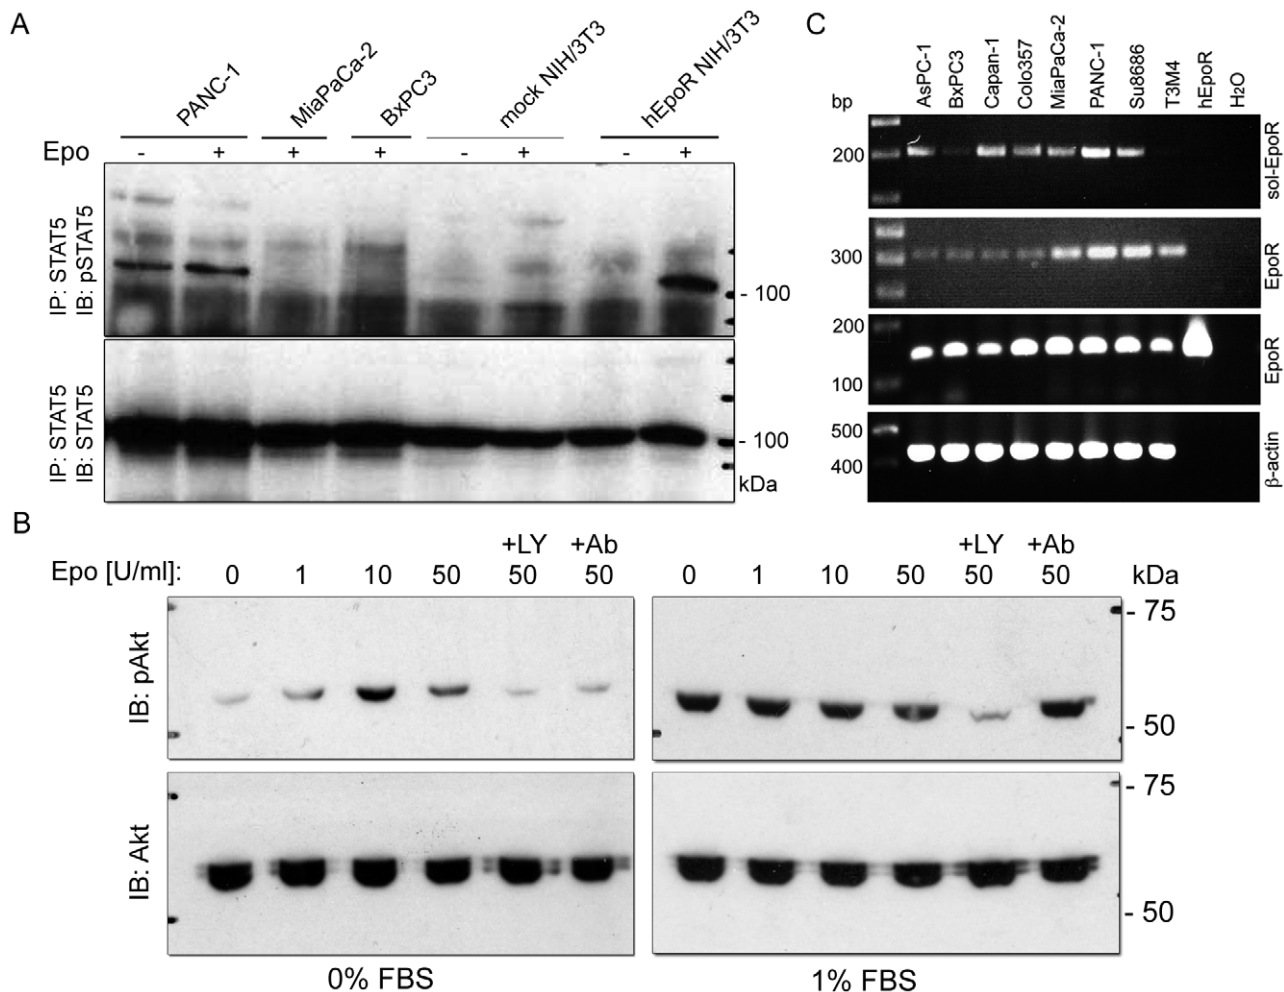 A
PANC-1
MiaPaCa-2
BxPC3
mock NIH/3T3
hEpoR NIH/3T3
Epo - + + + - + - +
IP: STAT5
IB: pSTAT5
- 100
IP: STAT5
IB: STAT5
- 100
kDa
C
bp
AsPC-1
BxPC3
Capan-1
Colo357
MiaPaCa-2
PANC-1
Su8686
T3M4
hEpoR
H2O
200
sol-EpoR
300
EpoR
200
100
EpoR
500
400
β-actin
B
+LY +Ab +LY +Ab
Epo [U/ml]: 0 1 10 50 50 50 0 1 10 50 50 50 kDa
IB: pAkt
- 75
- 50
IB: Akt
- 75
- 50
0% FBS 1% FBS